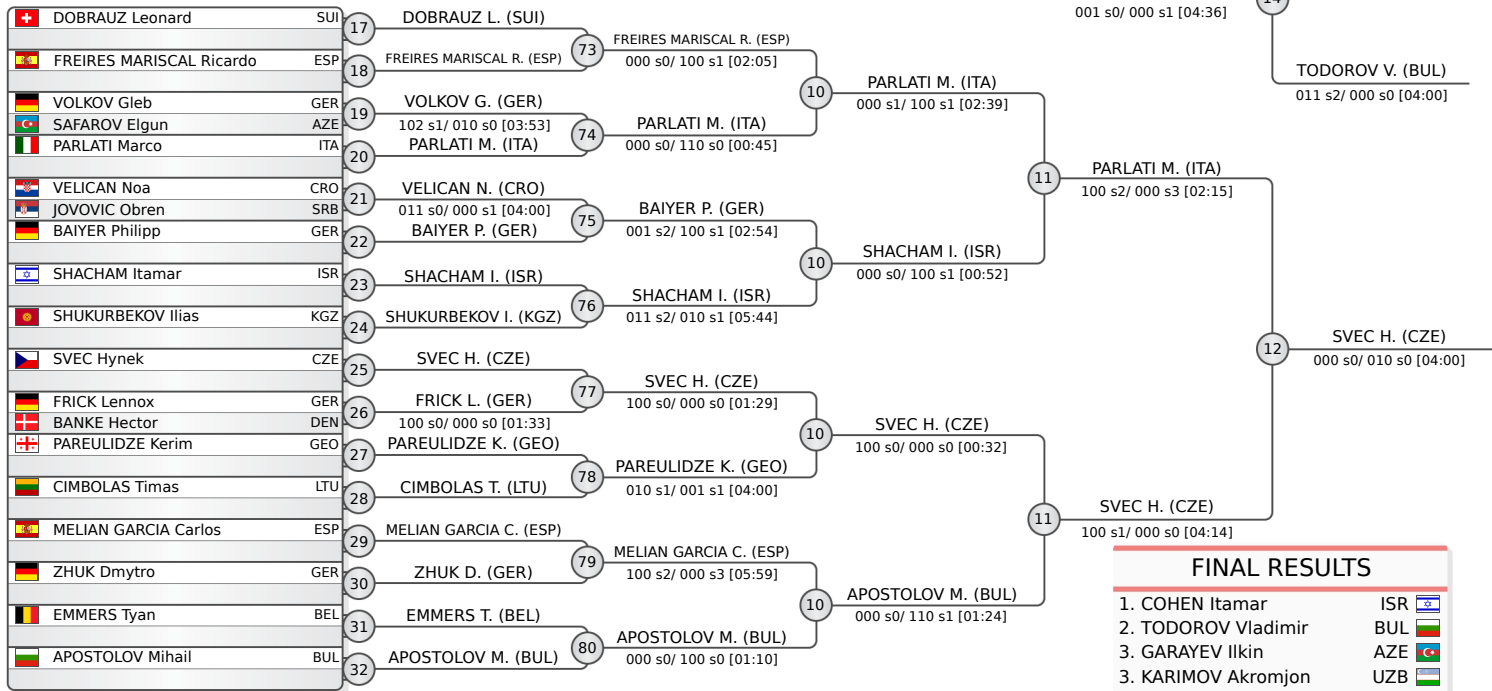 DOBRAUZ Leonard SUI
FREIRES MARISCAL Ricardo ESP
VOLKOV Gleb GER
SAFAROV Elgun AZE
PARLATI Marco ITA
VELICAN Noa CRO
JOVOVIC Obren SRB
BAIYER Philipp GER
SHACHAM Itamar ISR
SHUKURBEKOV Ilias KGZ
SVEC Hynek CZE
FRICK Lennox GER
BANKE Hector DEN
PAREULIDZE Kerim GEO
CIMBOLAS Timas LTU
MELIAN GARCIA Carlos ESP
ZHUK Dmytro GER
EMMERS Tyan BEL
APOSTOLOV Mihail BUL
17
18
19
20
21
22
23
24
25
26
27
28
29
30
31
32
DOBRAUZ L. (SUI)
FREIRES MARISCAL R. (ESP)
VOLKOV G. (GER)
102 s1/ 010 s0 [03:53]
PARLATI M. (ITA)
VELICAN N. (CRO)
011 s0/ 000 s1 [04:00]
BAIYER P. (GER)
SHACHAM I. (ISR)
SHUKURBEKOV I. (KGZ)
SVEC H. (CZE)
FRICK L. (GER)
100 s0/ 000 s0 [01:33]
PAREULIDZE K. (GEO)
CIMBOLAS T. (LTU)
MELIAN GARCIA C. (ESP)
ZHUK D. (GER)
EMMERS T. (BEL)
APOSTOLOV M. (BUL)
73
74
75
76
77
78
79
80
FREIRES MARISCAL R. (ESP)
000 s0/ 100 s1 [02:05]
PARLATI M. (ITA)
000 s0/ 110 s0 [00:45]
BAIYER P. (GER)
001 s2/ 100 s1 [02:54]
SHACHAM I. (ISR)
011 s2/ 010 s1 [05:44]
SVEC H. (CZE)
100 s0/ 000 s0 [01:29]
PAREULIDZE K. (GEO)
010 s1/ 001 s1 [04:00]
MELIAN GARCIA C. (ESP)
100 s2/ 000 s3 [05:59]
APOSTOLOV M. (BUL)
000 s0/ 100 s0 [01:10]
10
10
10
10
PARLATI M. (ITA)
000 s1/ 100 s1 [02:39]
SHACHAM I. (ISR)
000 s0/ 100 s1 [00:52]
SVEC H. (CZE)
100 s0/ 000 s0 [00:32]
APOSTOLOV M. (BUL)
000 s0/ 110 s1 [01:24]
11
11
PARLATI M. (ITA)
100 s2/ 000 s3 [02:15]
SVEC H. (CZE)
100 s1/ 000 s0 [04:14]
12
SVEC H. (CZE)
000 s0/ 010 s0 [04:00]
001 s0/ 000 s1 [04:36]
TODOROV V. (BUL)
011 s2/ 000 s0 [04:00]
FINAL RESULTS
1. COHEN Itamar ISR
2. TODOROV Vladimir BUL
3. GARAYEV Ilkin AZE
3. KARIMOV Akromjon UZB